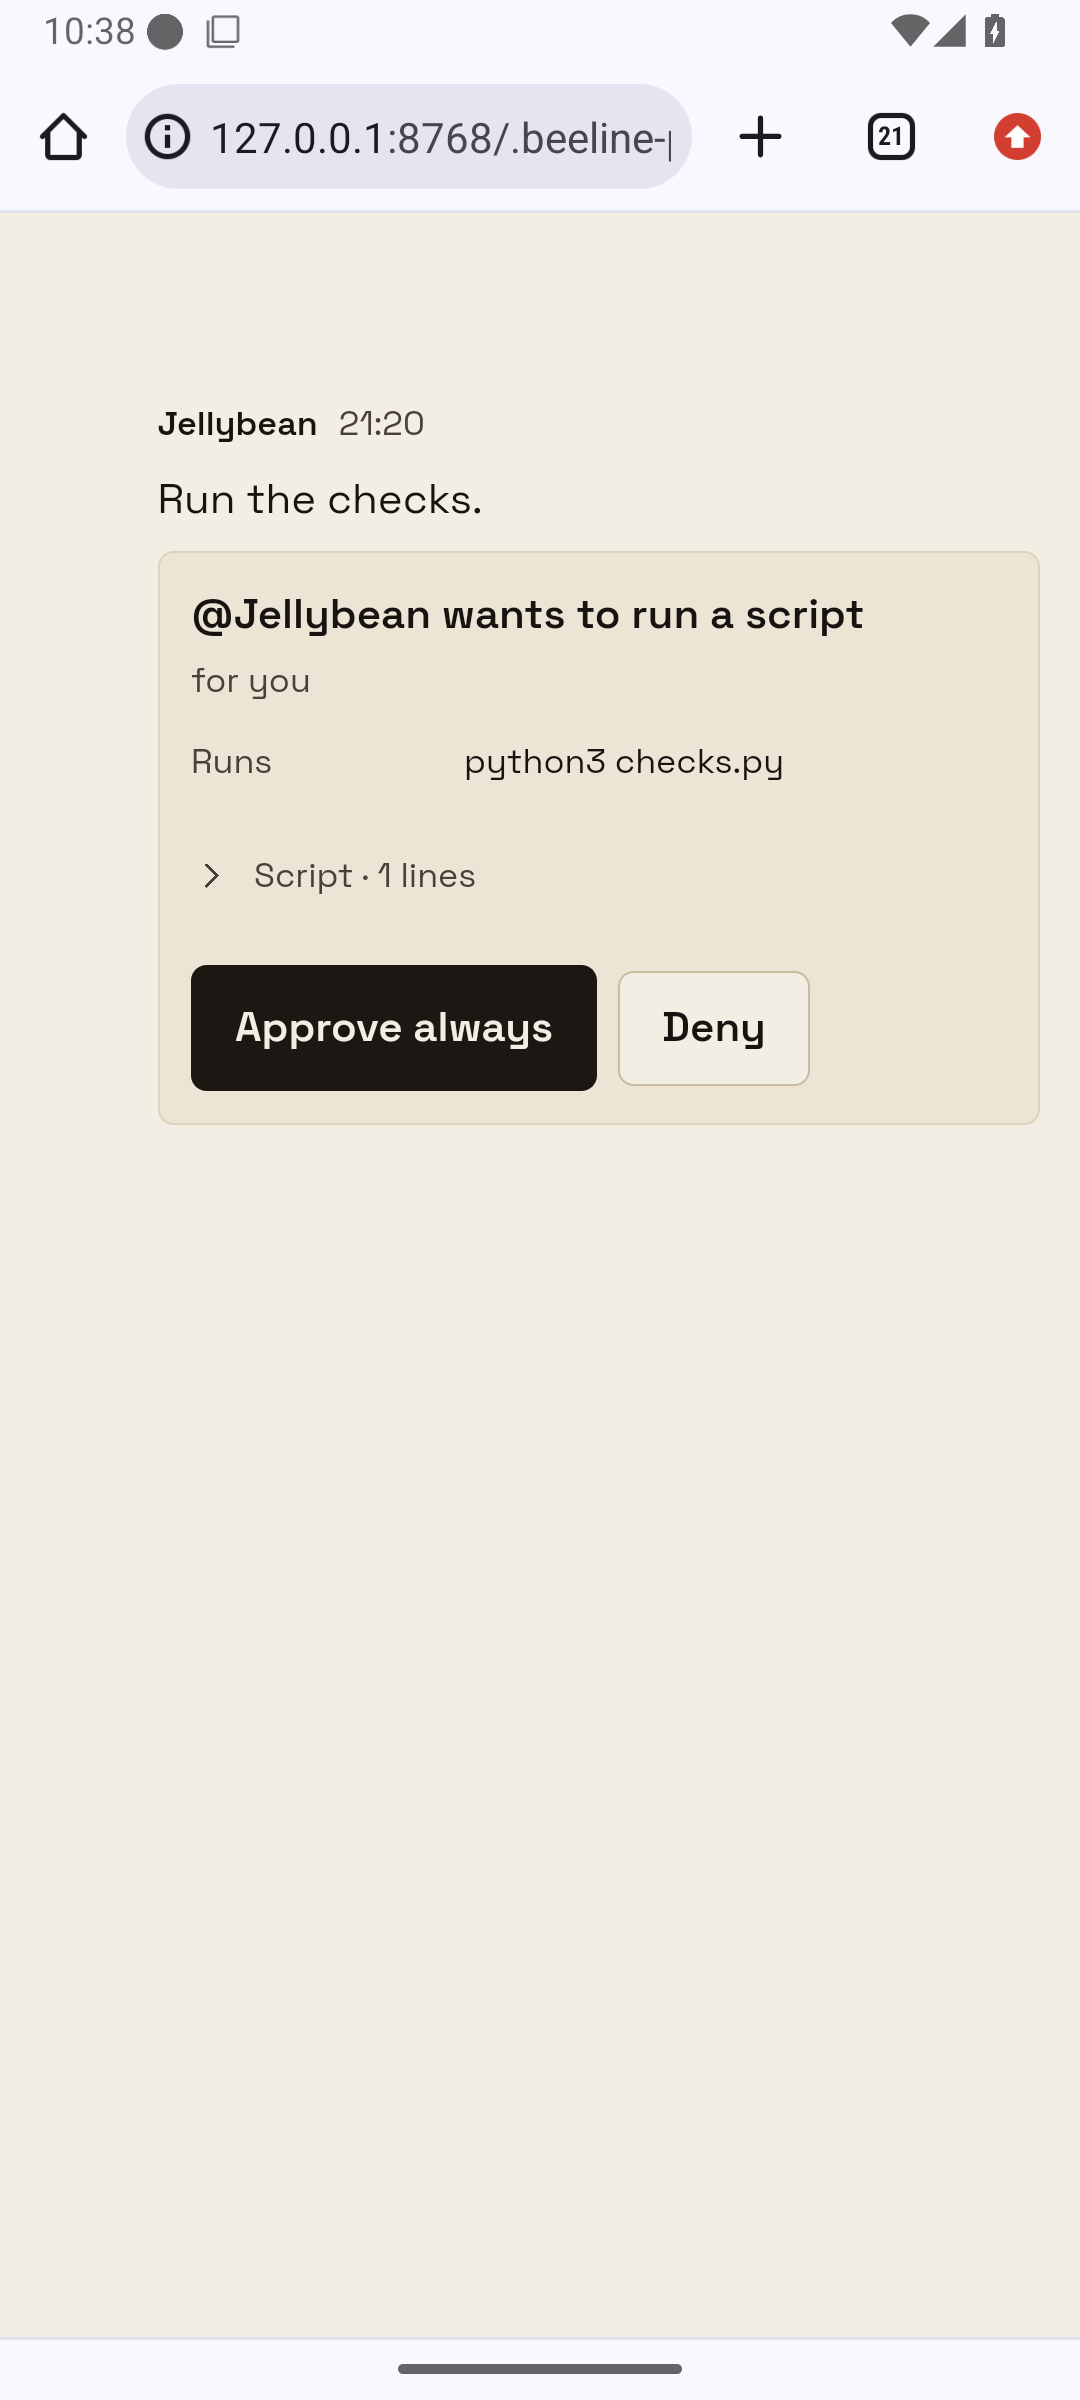 10:38
127.0.0.1:8768/.beeline-
21
Jellybean 21:20
Run the checks.
@Jellybean wants to run a script
for you
Runs python3 checks.py
Script · 1 lines
Approve always
Deny